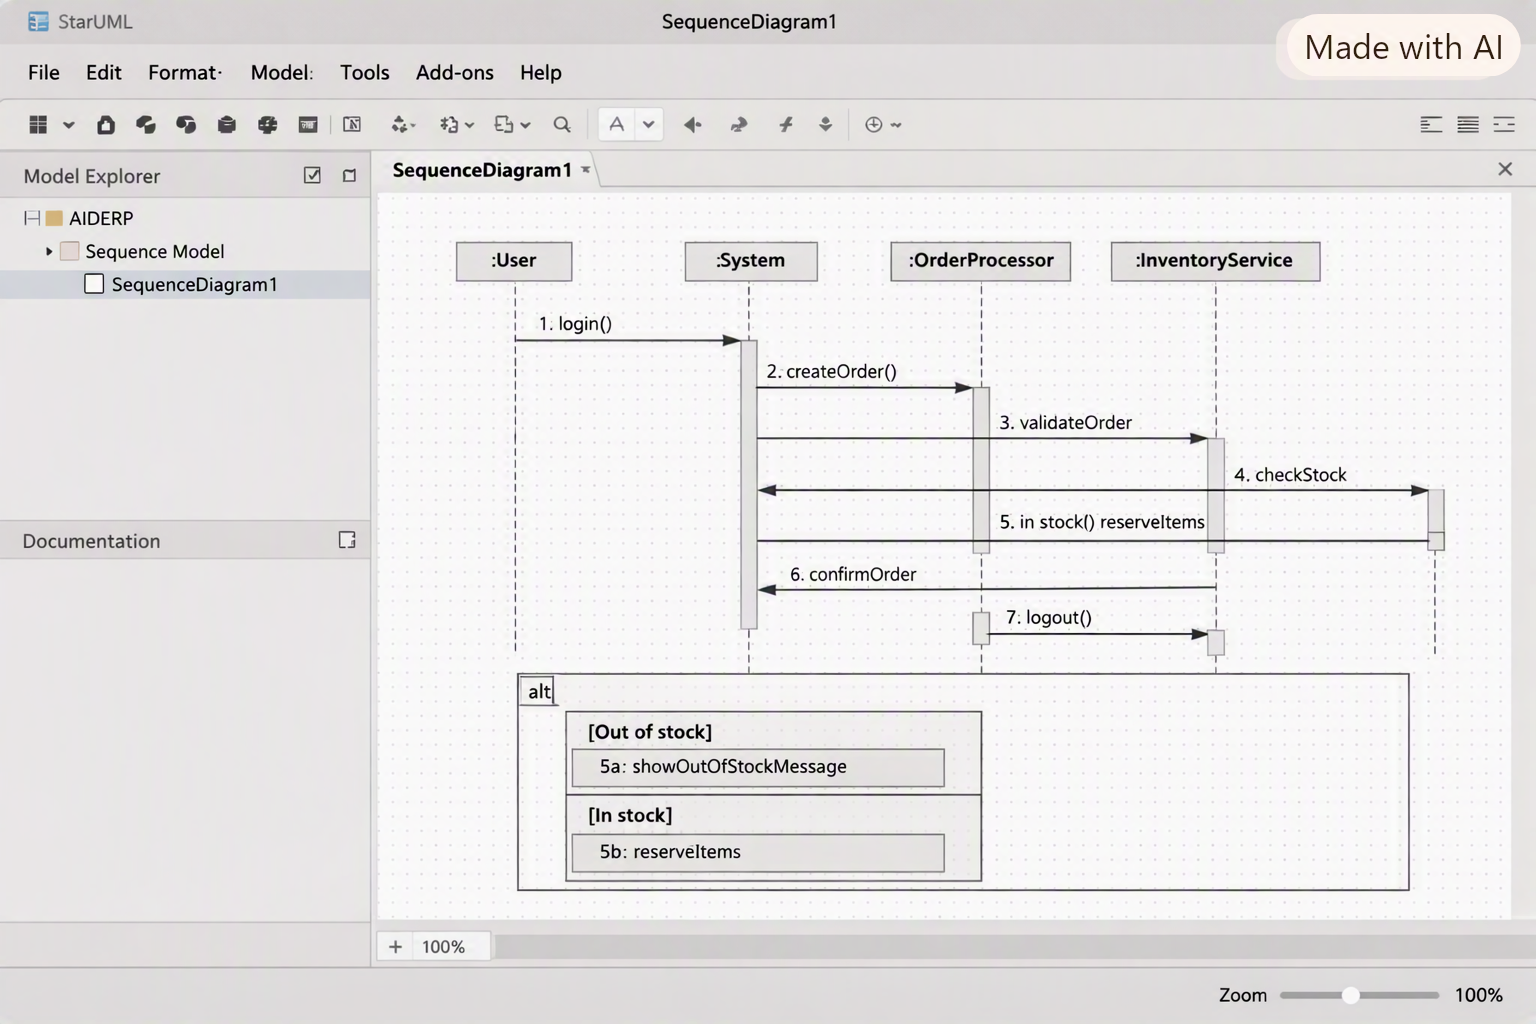 StarUML
SequenceDiagram1
Made with AI
File Edit Format· Model: Tools Add-ons Help
A
Model Explorer
SequenceDiagram1
AIDERP
Sequence Model
SequenceDiagram1
Documentation
:User :System :OrderProcessor :InventoryService
1. login()
2. createOrder()
3. validateOrder
4. checkStock
5. in stock() reserveItems
6. confirmOrder
7. logout()
alt
[Out of stock]
5a: showOutOfStockMessage
[In stock]
5b: reserveItems
+ 100%
Zoom 100%